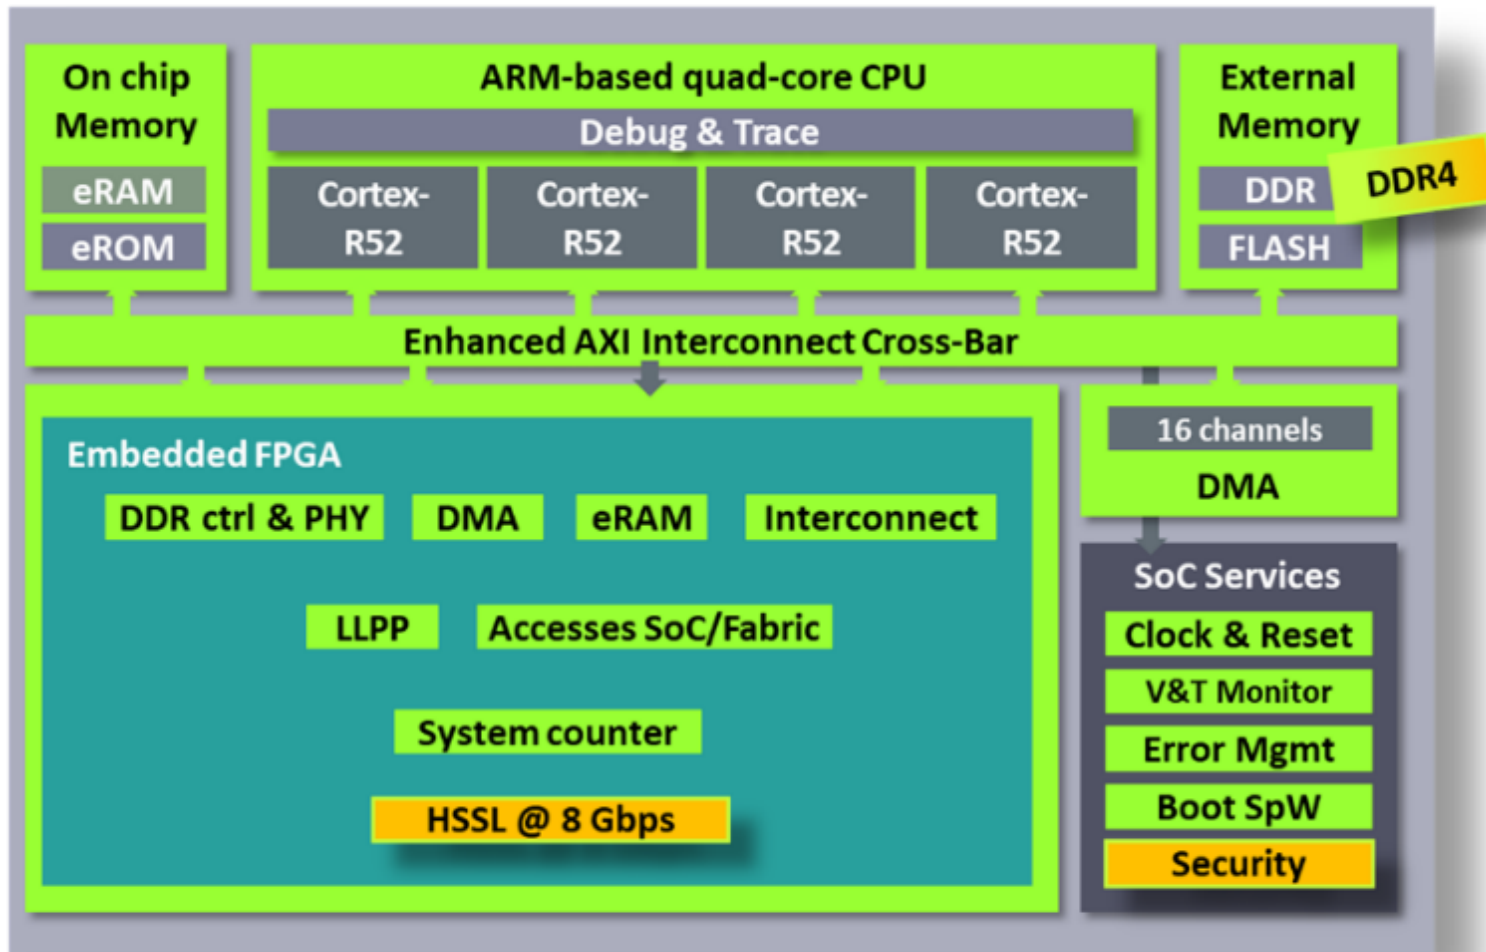 On chip
Memory
eRAM
eROM
ARM-based quad-core CPU
Debug & Trace
Cortex-
R52
Cortex-
R52
Cortex-
R52
Cortex-
R52
External
Memory
DDR
DDR4
FLASH
Enhanced AXI Interconnect Cross-Bar
Embedded FPGA
DDR ctrl & PHY
DMA
eRAM
Interconnect
LLPP
Accesses SoC/Fabric
System counter
HSSL @ 8 Gbps
16 channels
DMA
SoC Services
Clock & Reset
V&T Monitor
Error Mgmt
Boot SpW
Security